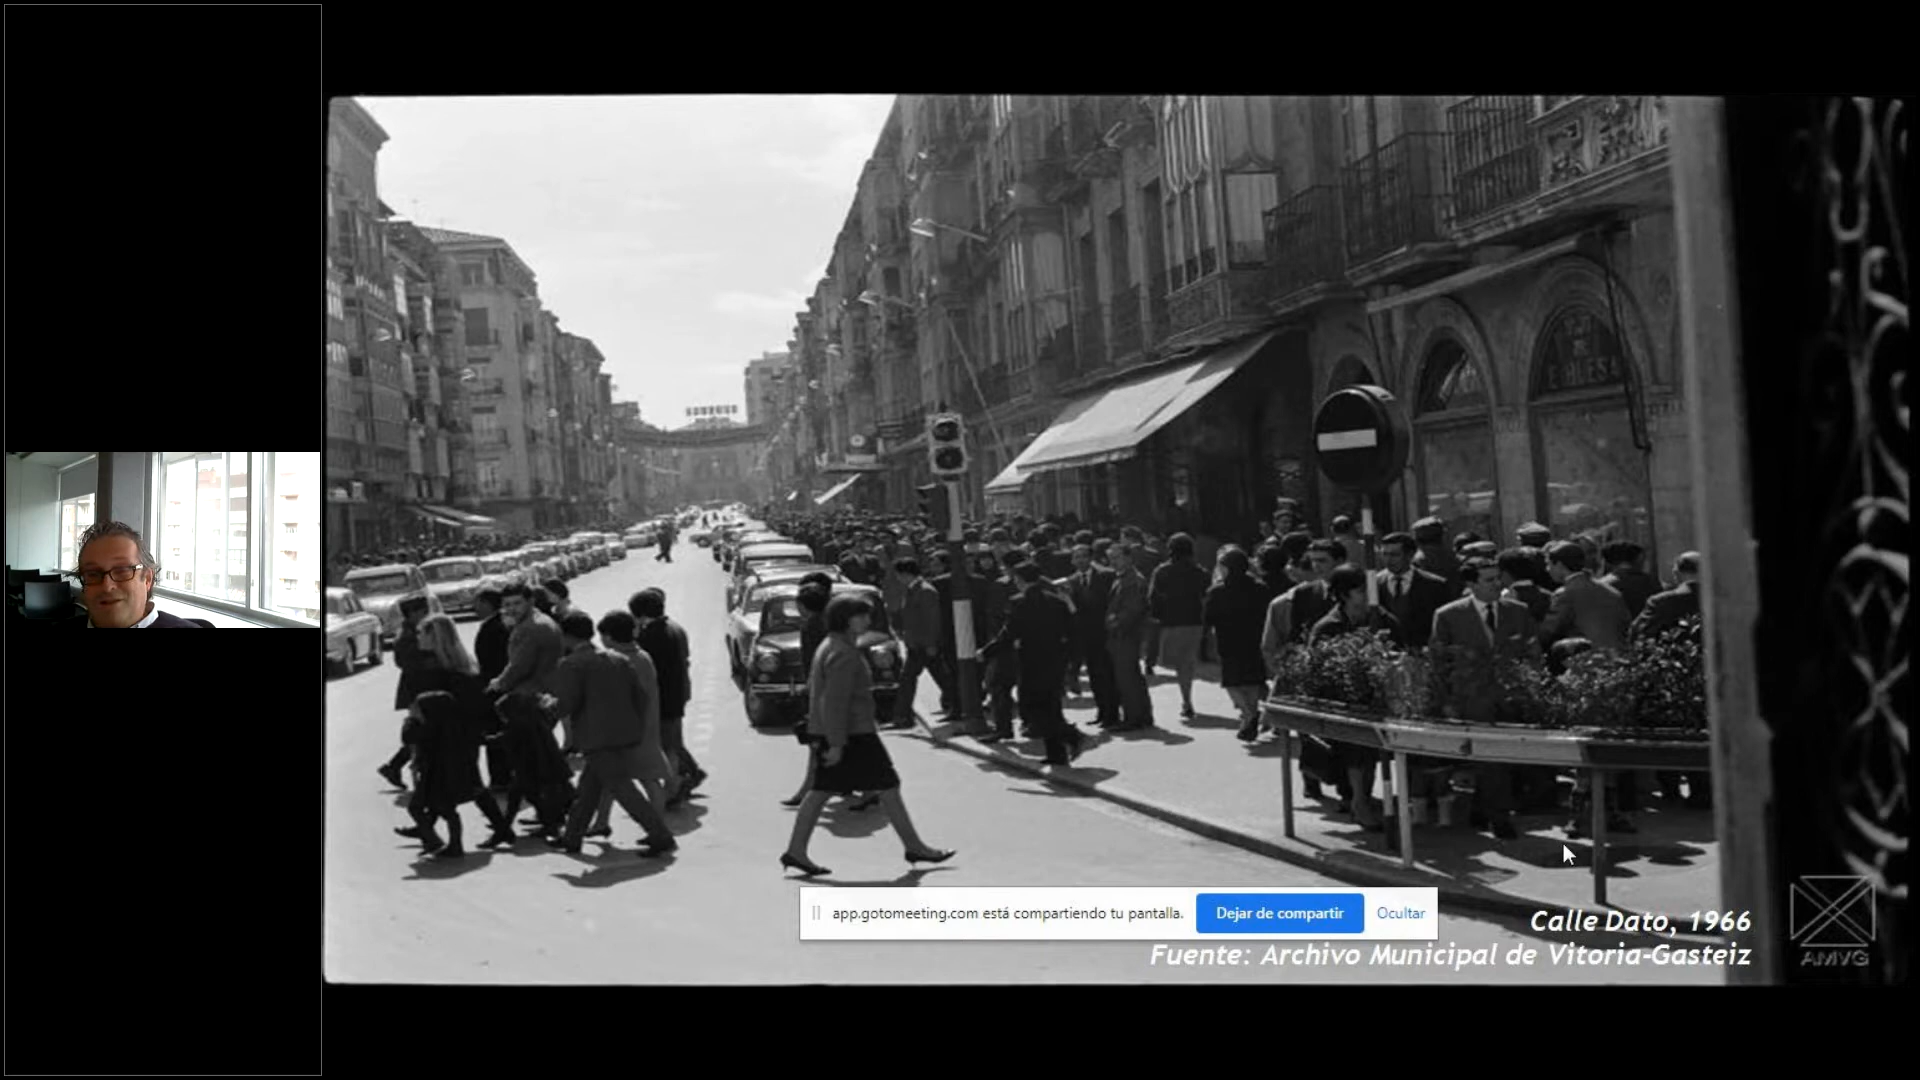 app.gotomeeting.com está compartiendo tu pantalla.
Dejar de compartir
Ocultar
Calle Dato, 1966
Fuente: Archivo Municipal de Vitoria-Gasteiz
AMVG